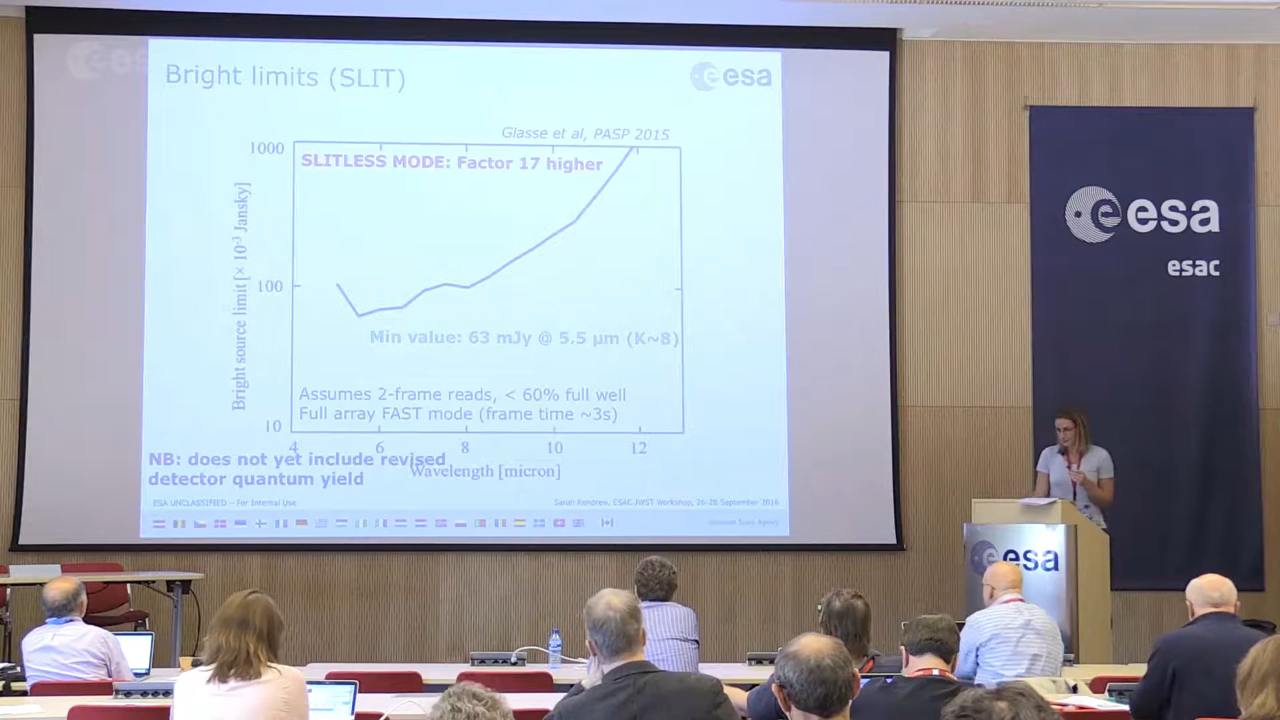 Bright limits (SLIT)
esa
Glasse et al, PASP 2015
1000
SLITLESS MODE: Factor 17 higher
Bright source limit [× 10⁻³ Jansky]
100
Min value: 63 mJy @ 5.5 µm (K~8)
Assumes 2-frame reads, < 60% full well
Full array FAST mode (frame time ~3s)
10
4 6 8 10 12
NB: does not yet include revised
detector quantum yield
Wavelength [micron]
ESA UNCLASSIFIED – For Internal Use
Sarah Kendrew, ESAC JWST Workshop, 26-28 September 2016
European Space Agency
esa
esac
esa
esa